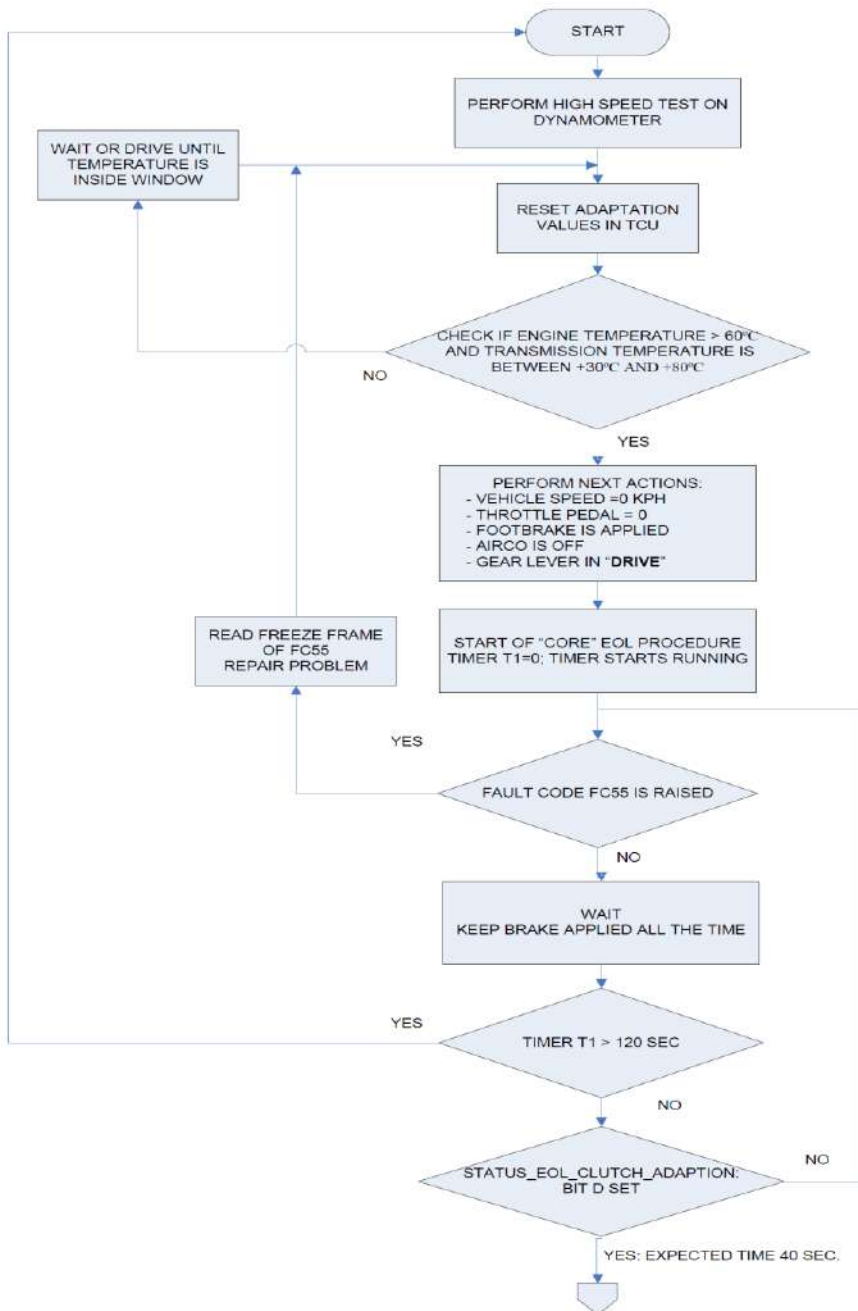 START
PERFORM HIGH SPEED TEST ON
DYNAMOMETER
WAIT OR DRIVE UNTIL
TEMPERATURE IS
INSIDE WINDOW
RESET ADAPTATION
VALUES IN TCU
CHECK IF ENGINE TEMPERATURE > 60°C
AND TRANSMISSION TEMPERATURE IS
BETWEEN +30°C AND +80°C
NO
YES
PERFORM NEXT ACTIONS:
- VEHICLE SPEED =0 KPH
- THROTTLE PEDAL = 0
- FOOTBRAKE IS APPLIED
- AIRCO IS OFF
- GEAR LEVER IN "DRIVE"
READ FREEZE FRAME
OF FC55
REPAIR PROBLEM
START OF "CORE" EOL PROCEDURE
TIMER T1=0; TIMER STARTS RUNNING
YES
FAULT CODE FC55 IS RAISED
NO
WAIT
KEEP BRAKE APPLIED ALL THE TIME
YES
TIMER T1 > 120 SEC
NO
STATUS_EOL_CLUTCH_ADAPTION:
BIT D SET
NO
YES: EXPECTED TIME 40 SEC.